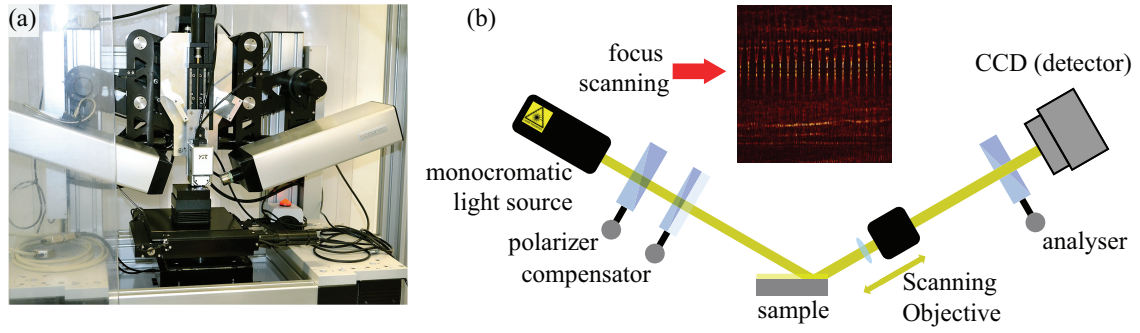 (a)
(b)
focus
scanning
CCD (detector)
monocromatic
light source
polarizer
compensator
analyser
sample
Scanning
Objective